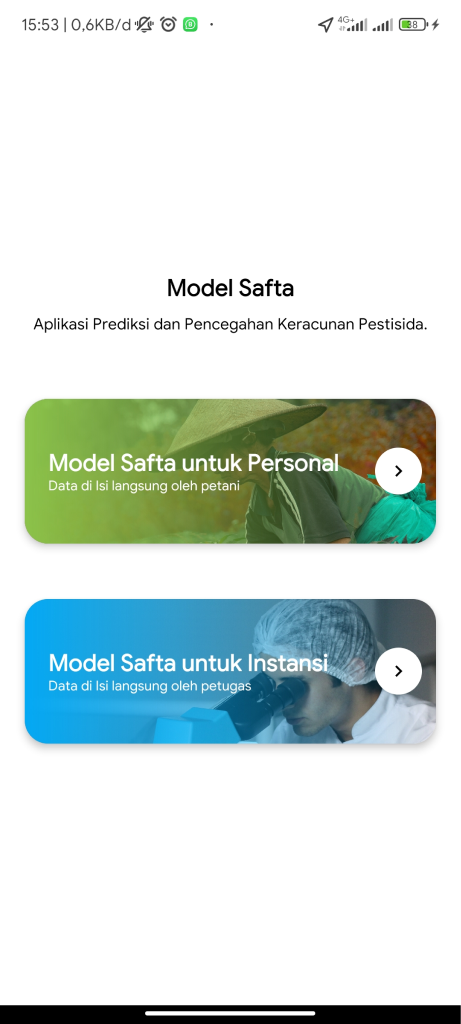 15:53 | 0,6KB/d
4G+
38
Model Safta
Aplikasi Prediksi dan Pencegahan Keracunan Pestisida.
Model Safta untuk Personal
Data di Isi langsung oleh petani
Model Safta untuk Instansi
Data di Isi langsung oleh petugas